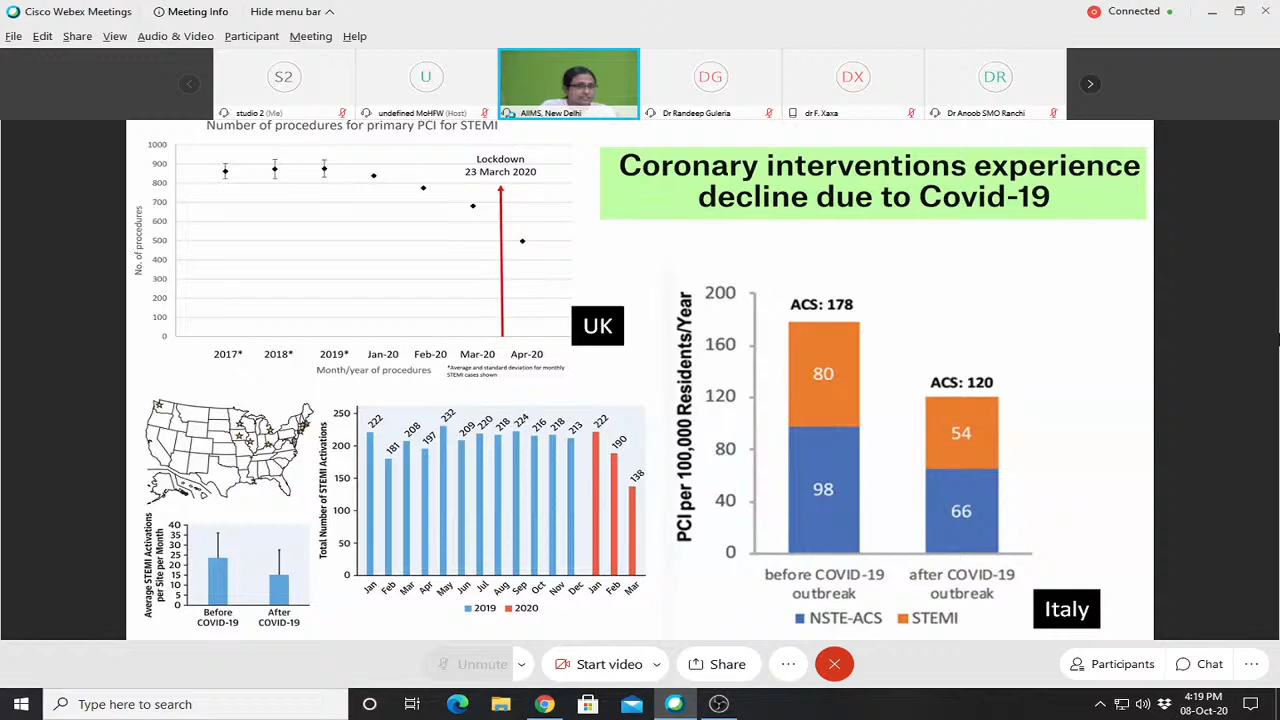 Cisco Webex Meetings
Meeting Info
Hide menu bar
Connected
File Edit Share View Audio & Video Participant Meeting Help
S2
U
DG
DX
DR
studio 2 (Me)
undefined MoHFW (Host)
AIIMS, New Delhi
Dr Randeep Guleria
dr F. Xaxa
Dr Anoob SMO Ranchi
Number of procedures for primary PCI for STEMI
No. of procedures
1000
900
800
700
600
500
400
300
200
100
0
Lockdown
23 March 2020
2017* 2018* 2019* Jan-20 Feb-20 Mar-20 Apr-20
Month/year of procedures
*Average and standard deviation for monthly
STEMI cases shown
UK
Coronary interventions experience
decline due to Covid-19
Average STEMI Activations
per Site per Month
40
35
30
25
20
15
10
5
0
Before
COVID-19
After
COVID-19
Total Number of STEMI Activations
250
200
150
100
50
0
222 181 208 197 232 209 220 218 224 216 218 213 222 190 138
Jan Feb Mar Apr May Jun Jul Aug Sep Oct Nov Dec Jan Feb Mar
2019 2020
PCI per 100,000 Residents/Year
200
160
120
80
40
0
ACS: 178
80
98
ACS: 120
54
66
before COVID-19
outbreak
after COVID-19
outbreak
NSTE-ACS STEMI
Italy
Unmute
Start video
Share
Participants
Chat
Type here to search
4:19 PM
08-Oct-20